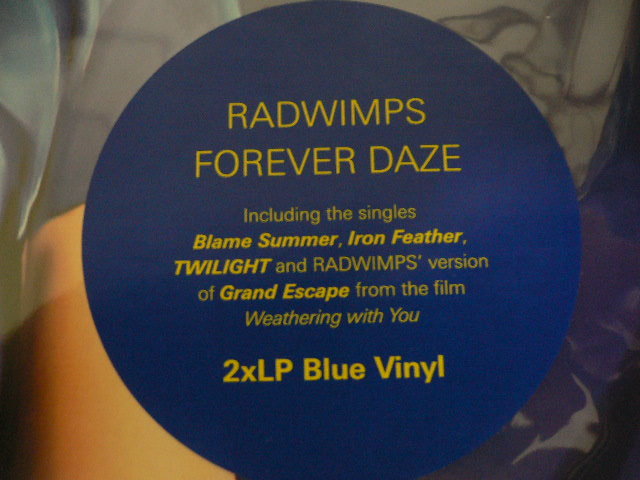 RADWIMPS
FOREVER DAZE
Including the singles
Blame Summer, Iron Feather,
TWILIGHT and RADWIMPS' version
of Grand Escape from the film
Weathering with You
2xLP Blue Vinyl